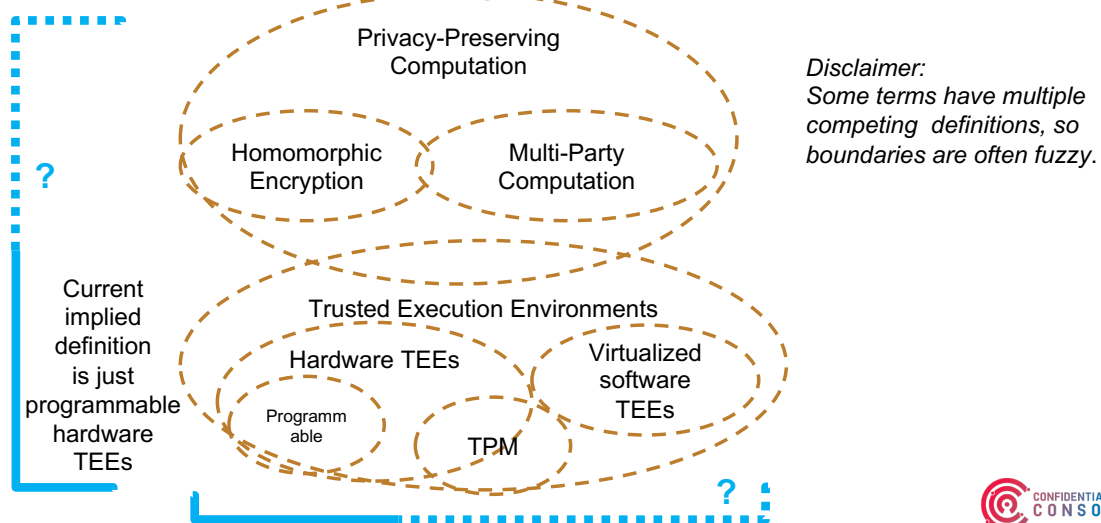 Privacy-Preserving
Computation
Disclaimer:
Some terms have multiple
competing definitions, so
boundaries are often fuzzy.
Homomorphic
Encryption
Multi-Party
Computation
?
Current
implied
definition
is just
programmable
hardware
TEEs
Trusted Execution Environments
Hardware TEEs
Virtualized
software
TEEs
Programm
able
TPM
?
CONFIDENTIA
CONSO